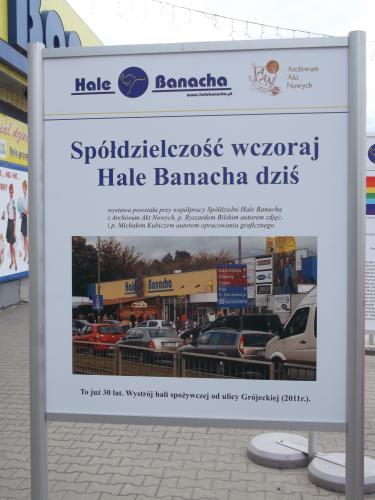 Hale Banacha
www.halebanacha.pl
Archiwum
Akt
Nowych
Spółdzielczość wczoraj
Hale Banacha dziś
wystawa powstała przy współpracy Spółdzielni Hale Banacha
z Archiwum Akt Nowych, p. Ryszardem Bilskim autorem zdjęć,
i p. Michałem Kubiczem autorem opracowania graficznego.
Hale Banacha
To już 30 lat. Wystrój hali spożywczej od ulicy Grójeckiej (2011r.).